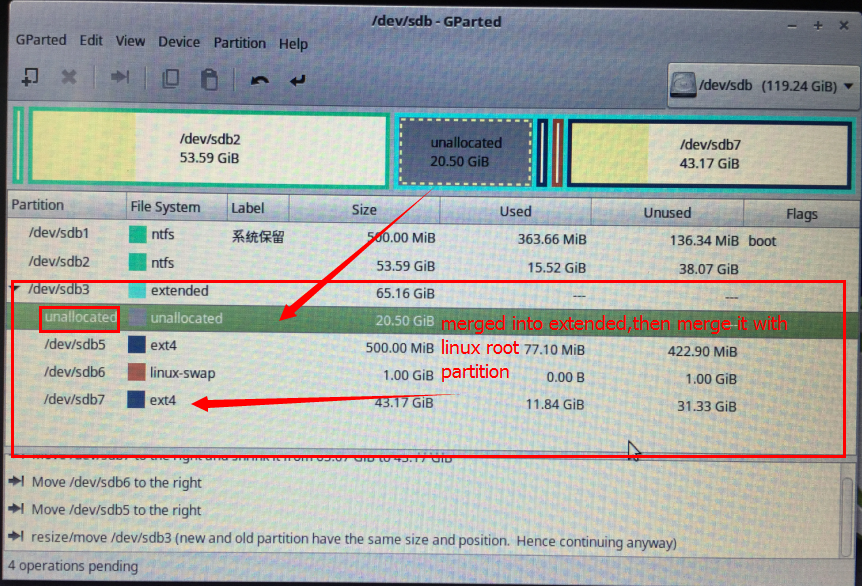 /dev/sdb - GParted
GParted Edit View Device Partition Help
/dev/sdb (119.24 GiB)
/dev/sdb2
53.59 GiB
unallocated
20.50 GiB
/dev/sdb7
43.17 GiB
Partition File System Label Size Used Unused Flags
/dev/sdb1 ntfs 系统保留 500.00 MiB 363.66 MiB 136.34 MiB boot
/dev/sdb2 ntfs 53.59 GiB 15.52 GiB 38.07 GiB
/dev/sdb3 extended 65.16 GiB --- ---
unallocated unallocated 20.50 GiB
merged into extended,then merge it with
linux root
partition
/dev/sdb5 ext4 500.00 MiB 77.10 MiB 422.90 MiB
/dev/sdb6 linux-swap 1.00 GiB 0.00 B 1.00 GiB
/dev/sdb7 ext4 43.17 GiB 11.84 GiB 31.33 GiB
Move /dev/sdb7 to the right and shrink it from 63.67 GiB to 43.17 GiB
Move /dev/sdb6 to the right
Move /dev/sdb5 to the right
resize/move /dev/sdb3 (new and old partition have the same size and position. Hence continuing anyway)
4 operations pending